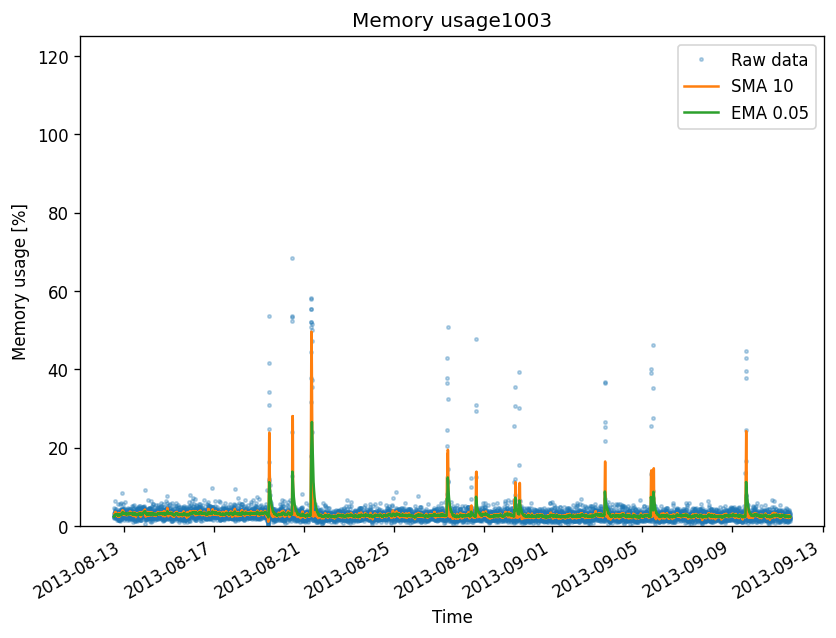 Memory usage1003
120
100
80
60
40
20
0
Memory usage [%]
Raw data
SMA 10
EMA 0.05
2013-08-13
2013-08-17
2013-08-21
2013-08-25
2013-08-29
2013-09-01
2013-09-05
2013-09-09
2013-09-13
Time